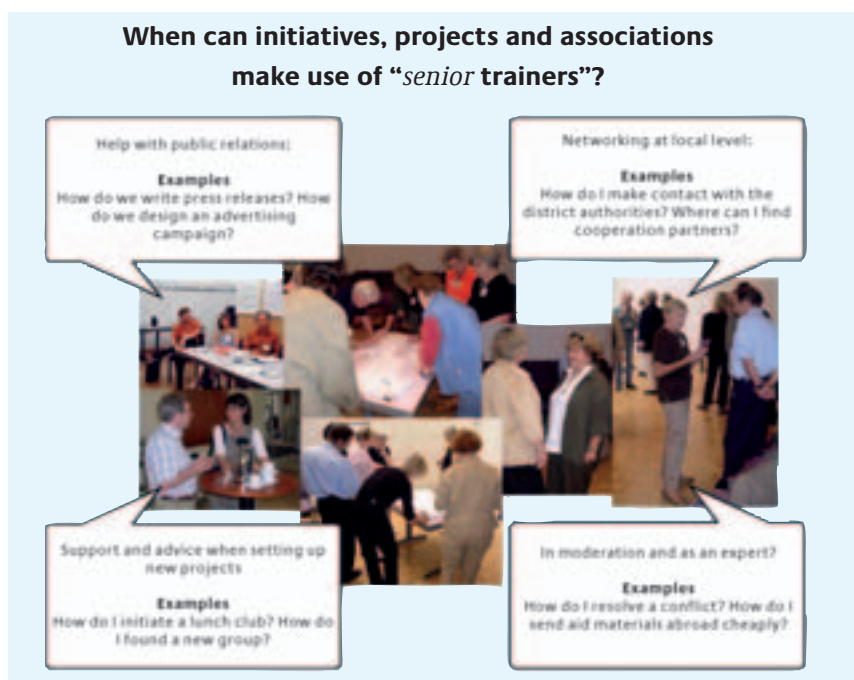 When can initiatives, projects and associations
make use of “senior trainers”?
Help with public relations:
Examples
How do we write press releases? How
do we design an advertising
campaign?
Networking at local level:
Examples
How do I make contact with the
district authorities? Where can I find
cooperation partners?
Support and advice when setting up
new projects
Examples
How do I initiate a lunch club? How do
I found a new group?
In moderation and as an expert?
Examples
How do I resolve a conflict? How do I
send aid materials abroad cheaply?